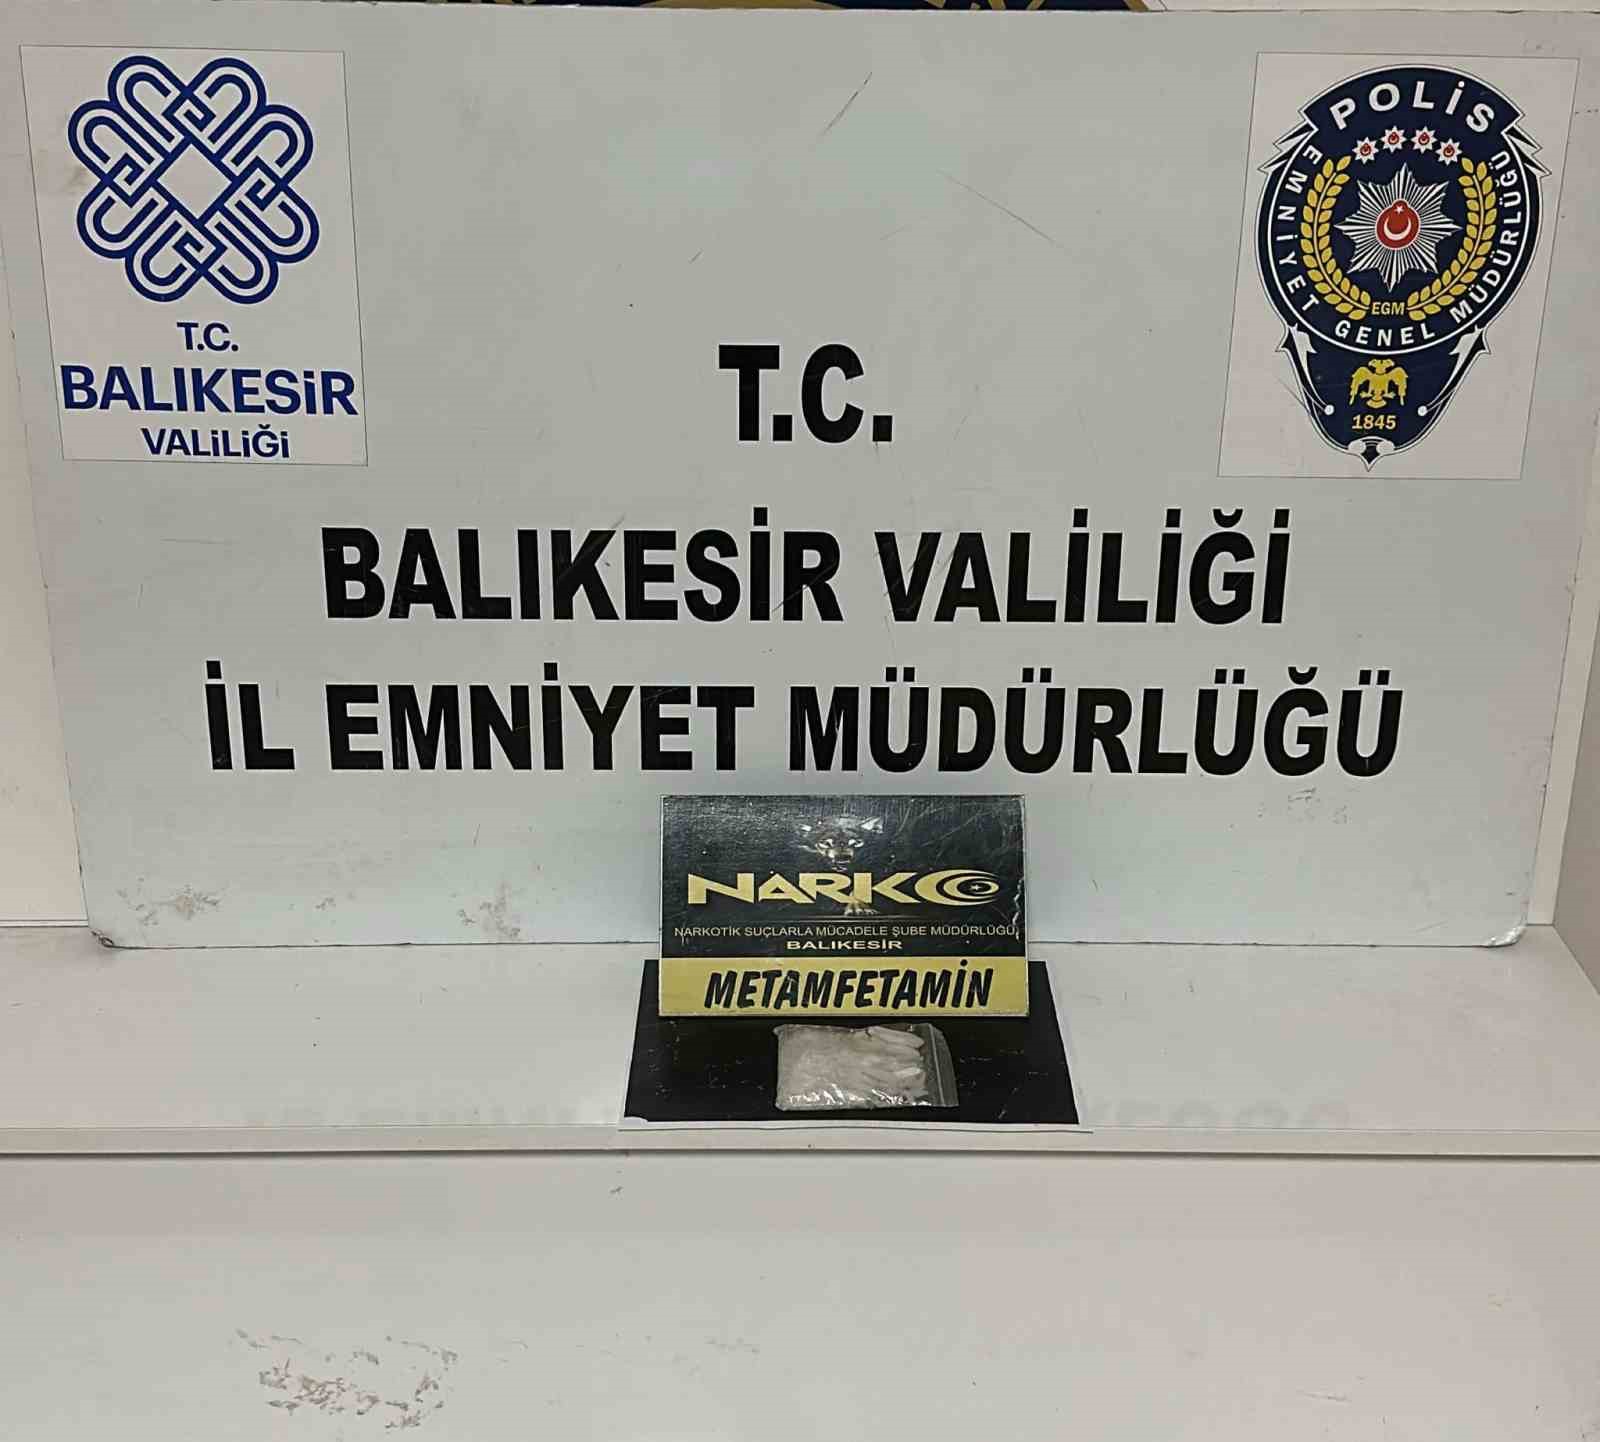 T.C.
BALIKESİR
VALİLİĞİ
POLİS
EMNİYET GENEL MÜDÜRLÜĞÜ
EGM
1845
T.C.
BALIKESİR VALİLİĞİ
İL EMNİYET MÜDÜRLÜĞÜ
NARKO
NARKOTİK SUÇLARLA MÜCADELE ŞUBE MÜDÜRLÜĞÜ
BALIKESİR
METAMFETAMİN